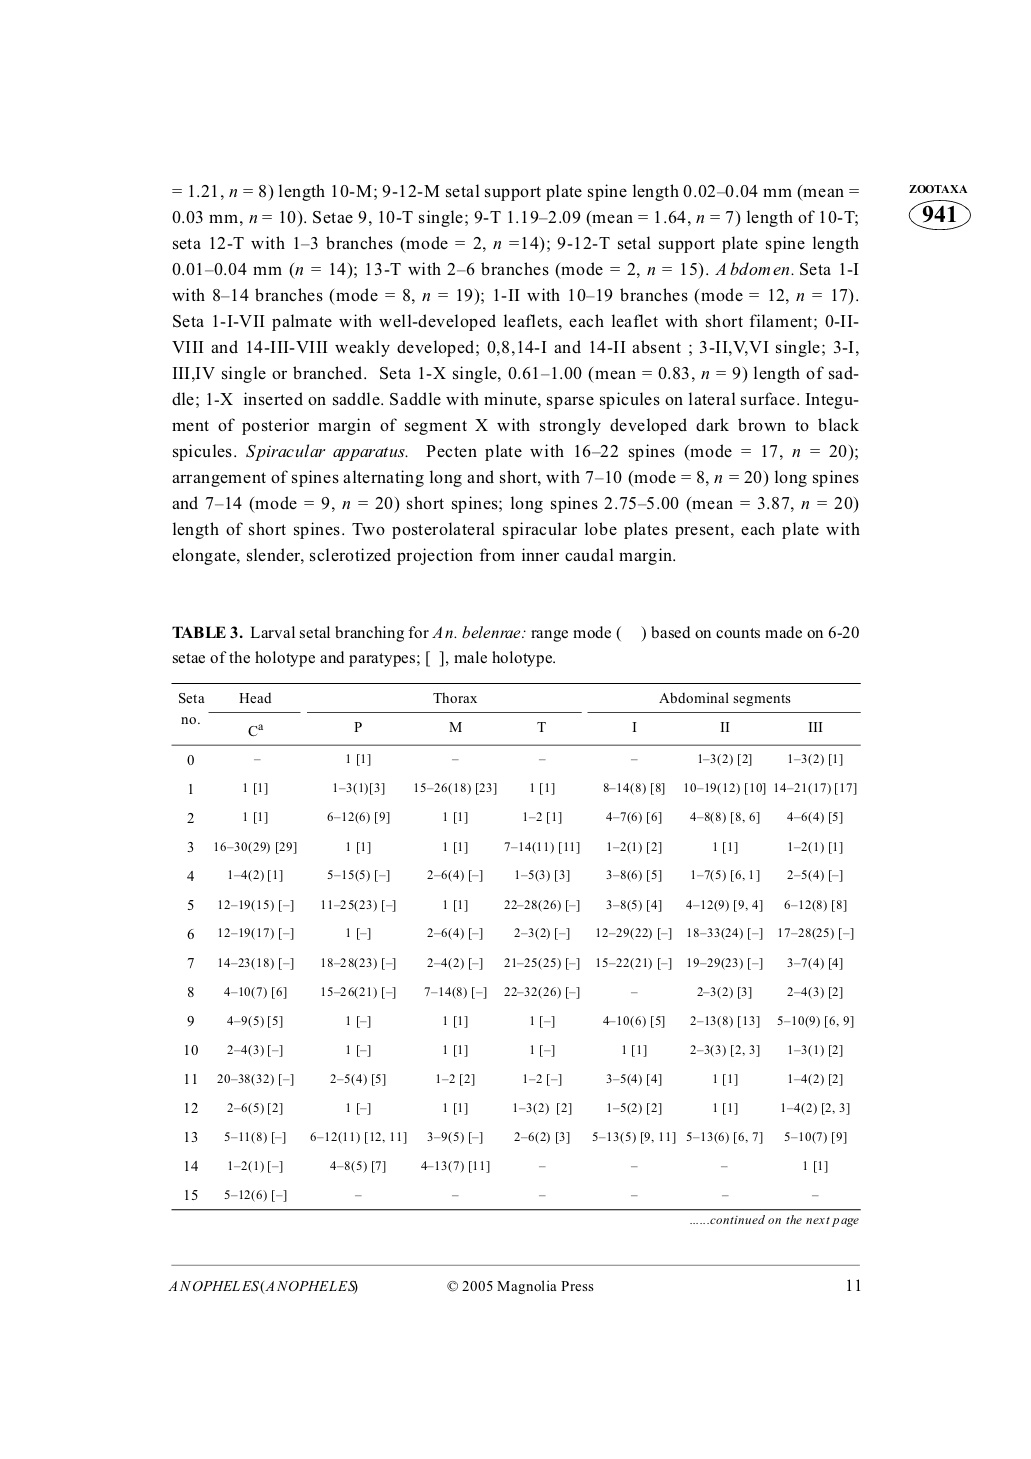 = 1.21, n = 8) length 10-M; 9-12-M setal support plate spine length 0.02–0.04 mm (mean =
0.03 mm, n = 10). Setae 9, 10-T single; 9-T 1.19–2.09 (mean = 1.64, n = 7) length of 10-T;
seta 12-T with 1–3 branches (mode = 2, n =14); 9-12-T setal support plate spine length
0.01–0.04 mm (n = 14); 13-T with 2–6 branches (mode = 2, n = 15). Abdomen. Seta 1-I
with 8–14 branches (mode = 8, n = 19); 1-II with 10–19 branches (mode = 12, n = 17).
Seta 1-I-VII palmate with well-developed leaflets, each leaflet with short filament; 0-II-
VIII and 14-III-VIII weakly developed; 0,8,14-I and 14-II absent ; 3-II,V,VI single; 3-I,
III,IV single or branched. Seta 1-X single, 0.61–1.00 (mean = 0.83, n = 9) length of sad-
dle; 1-X inserted on saddle. Saddle with minute, sparse spicules on lateral surface. Integu-
ment of posterior margin of segment X with strongly developed dark brown to black
spicules. Spiracular apparatus. Pecten plate with 16–22 spines (mode = 17, n = 20);
arrangement of spines alternating long and short, with 7–10 (mode = 8, n = 20) long spines
and 7–14 (mode = 9, n = 20) short spines; long spines 2.75–5.00 (mean = 3.87, n = 20)
length of short spines. Two posterolateral spiracular lobe plates present, each plate with
elongate, slender, sclerotized projection from inner caudal margin.
ZOOTAXA
941
TABLE 3. Larval setal branching for An. belenrae: range mode ( ) based on counts made on 6-20
setae of the holotype and paratypes; [ ], male holotype.
Seta Head Thorax Abdominal segments
no. Cᵃ P M T I II III
0 – 1 [1] – – – 1–3(2) [2] 1–3(2) [1]
1 1 [1] 1–3(1)[3] 15–26(18) [23] 1 [1] 8–14(8) [8] 10–19(12) [10] 14–21(17) [17]
2 1 [1] 6–12(6) [9] 1 [1] 1–2 [1] 4–7(6) [6] 4–8(8) [8, 6] 4–6(4) [5]
3 16–30(29) [29] 1 [1] 1 [1] 7–14(11) [11] 1–2(1) [2] 1 [1] 1–2(1) [1]
4 1–4(2) [1] 5–15(5) [–] 2–6(4) [–] 1–5(3) [3] 3–8(6) [5] 1–7(5) [6, 1] 2–5(4) [–]
5 12–19(15) [–] 11–25(23) [–] 1 [1] 22–28(26) [–] 3–8(5) [4] 4–12(9) [9, 4] 6–12(8) [8]
6 12–19(17) [–] 1 [–] 2–6(4) [–] 2–3(2) [–] 12–29(22) [–] 18–33(24) [–] 17–28(25) [–]
7 14–23(18) [–] 18–28(23) [–] 2–4(2) [–] 21–25(25) [–] 15–22(21) [–] 19–29(23) [–] 3–7(4) [4]
8 4–10(7) [6] 15–26(21) [–] 7–14(8) [–] 22–32(26) [–] – 2–3(2) [3] 2–4(3) [2]
9 4–9(5) [5] 1 [–] 1 [1] 1 [–] 4–10(6) [5] 2–13(8) [13] 5–10(9) [6, 9]
10 2–4(3) [–] 1 [–] 1 [1] 1 [–] 1 [1] 2–3(3) [2, 3] 1–3(1) [2]
11 20–38(32) [–] 2–5(4) [5] 1–2 [2] 1–2 [–] 3–5(4) [4] 1 [1] 1–4(2) [2]
12 2–6(5) [2] 1 [–] 1 [1] 1–3(2) [2] 1–5(2) [2] 1 [1] 1–4(2) [2, 3]
13 5–11(8) [–] 6–12(11) [12, 11] 3–9(5) [–] 2–6(2) [3] 5–13(5) [9, 11] 5–13(6) [6, 7] 5–10(7) [9]
14 1–2(1) [–] 4–8(5) [7] 4–13(7) [11] – – – 1 [1]
15 5–12(6) [–] – – – – – –
......continued on the next page
ANOPHELES (ANOPHELES) © 2005 Magnolia Press 11